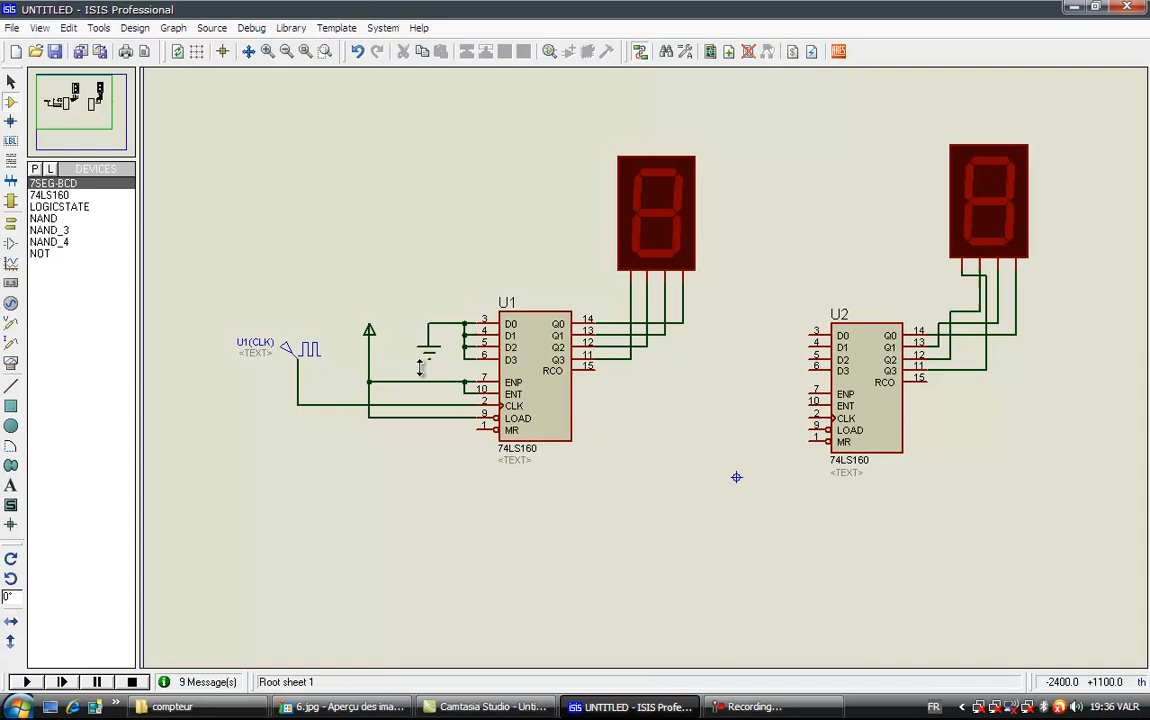 UNTITLED - ISIS Professional
File View Edit Tools Design Graph Source Debug Library Template System Help
ARES
LBL
P L DEVICES
7SEG-BCD
74LS160
LOGICSTATE
NAND
NAND_3
NAND_4
NOT
A
S
0°
U1(CLK)
<TEXT>
U1
3 D0 Q0 14
4 D1 Q1 13
5 D2 Q2 12
6 D3 Q3 11
RCO 15
7 ENP
10 ENT
2 CLK
9 LOAD
1 MR
74LS160
<TEXT>
U2
3 D0 Q0 14
4 D1 Q1 13
5 D2 Q2 12
6 D3 Q3 11
RCO 15
7 ENP
10 ENT
2 CLK
9 LOAD
1 MR
74LS160
<TEXT>
9 Message(s) Root sheet 1 -2400.0 +1100.0 th
compteur 6.jpg - Aperçu des ima... Camtasia Studio - Unti... UNTITLED - ISIS Profe... Recording... FR 19:36 VALR